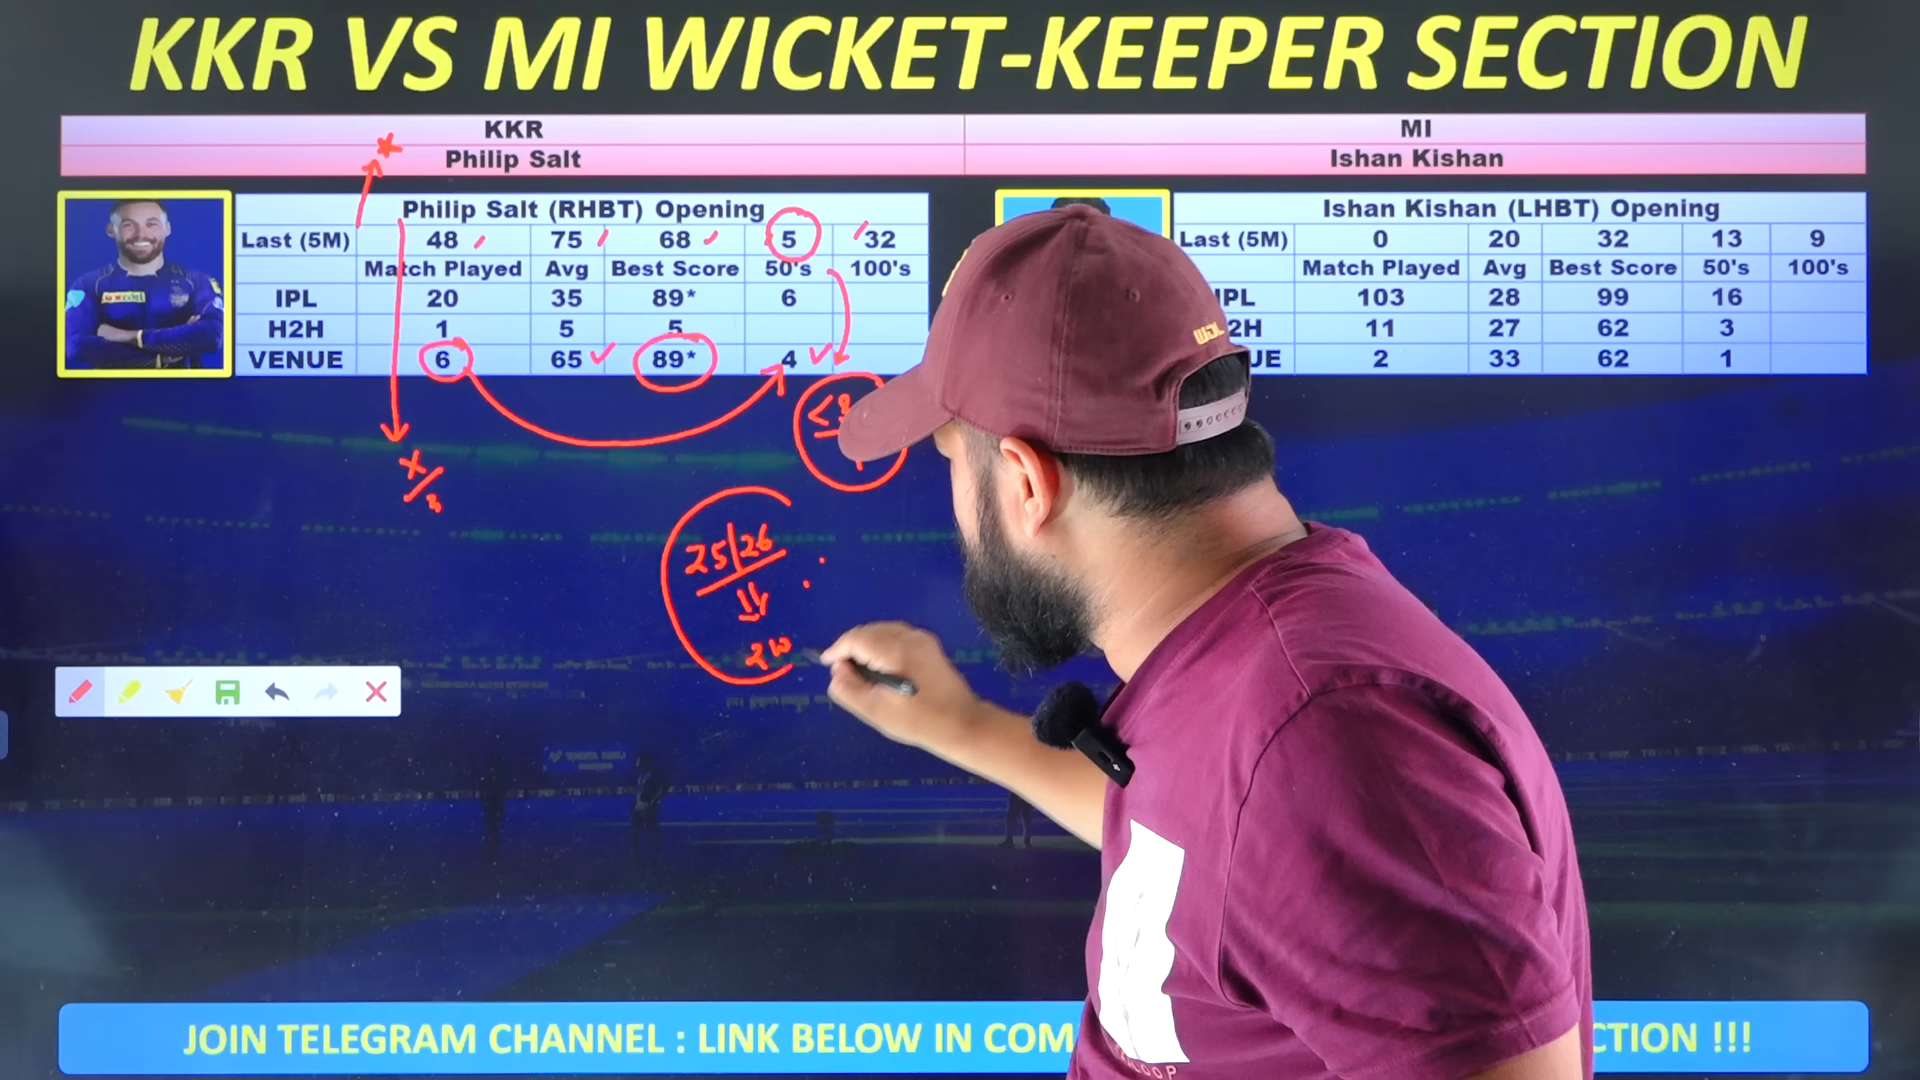 KKR VS MI WICKET-KEEPER SECTION
KKR MI
Philip Salt Ishan Kishan
Philip Salt (RHBT) Opening
Last (5M) 48 75 68 5 32
Match Played Avg Best Score 50's 100's
IPL 20 35 89* 6
H2H 1 5 5
VENUE 6 65 89* 4
Ishan Kishan (LHBT) Opening
Last (5M) 0 20 32 13 9
Match Played Avg Best Score 50's 100's
IPL 103 28 99 16
2H 11 27 62 3
UE 2 33 62 1
25/26
2W
JOIN TELEGRAM CHANNEL : LINK BELOW IN COM CTION !!!